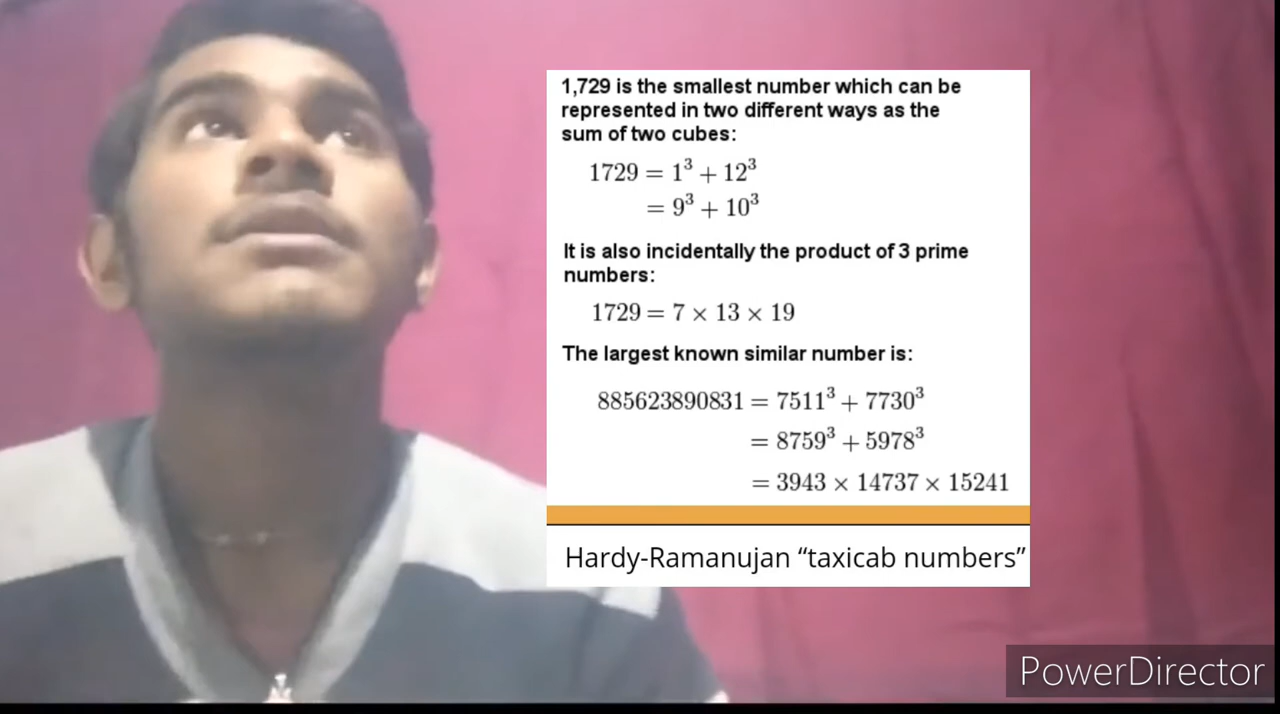 1,729 is the smallest number which can be
represented in two different ways as the
sum of two cubes:
1729 = 1³ + 12³
= 9³ + 10³
It is also incidentally the product of 3 prime
numbers:
1729 = 7 × 13 × 19
The largest known similar number is:
885623890831 = 7511³ + 7730³
= 8759³ + 5978³
= 3943 × 14737 × 15241
Hardy-Ramanujan “taxicab numbers”
PowerDirector